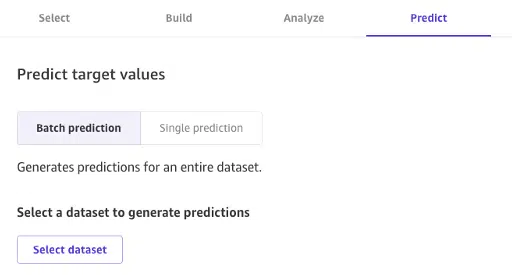 Select Build Analyze Predict
Predict target values
Batch prediction Single prediction
Generates predictions for an entire dataset.
Select a dataset to generate predictions
Select dataset